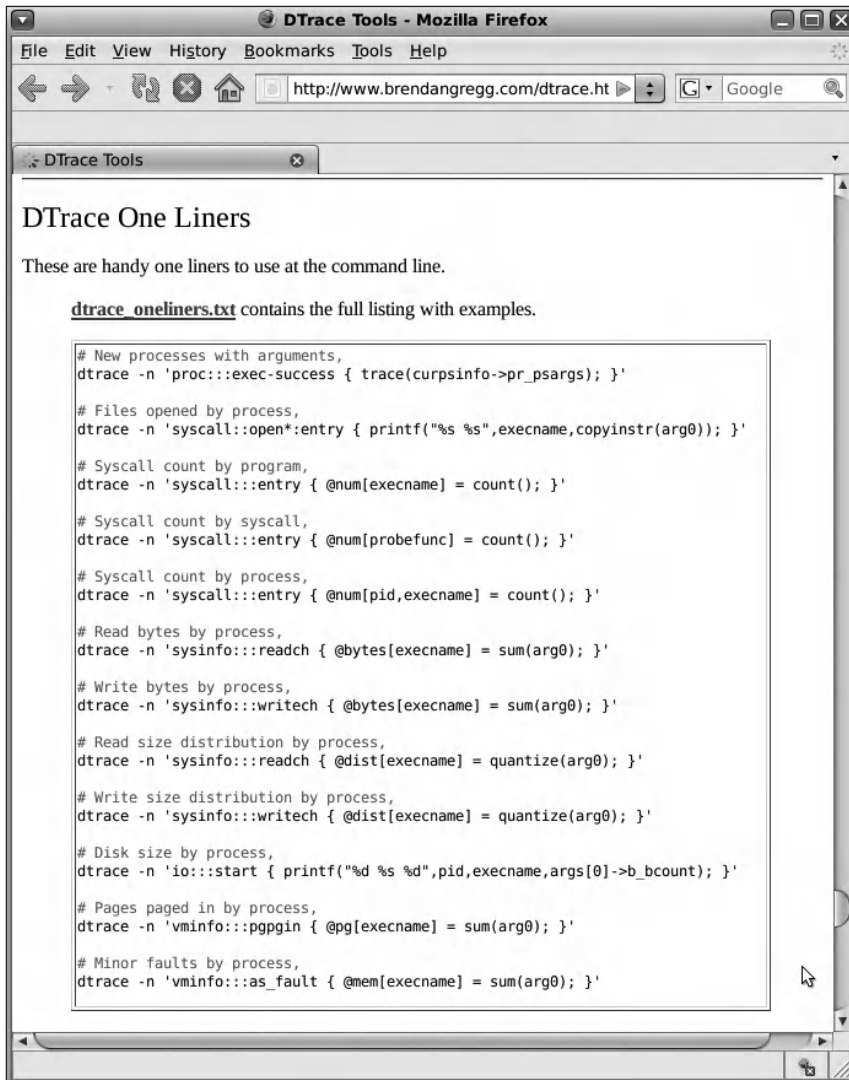 DTrace Tools - Mozilla Firefox
File Edit View History Bookmarks Tools Help
http://www.brendangregg.com/dtrace.ht
G Google
DTrace Tools
DTrace One Liners
These are handy one liners to use at the command line.
dtrace_oneliners.txt contains the full listing with examples.
# New processes with arguments,
dtrace -n 'proc:::exec-success { trace(curpsinfo->pr_psargs); }'
# Files opened by process,
dtrace -n 'syscall::open*:entry { printf("%s %s",execname,copyinstr(arg0)); }'
# Syscall count by program,
dtrace -n 'syscall:::entry { @num[execname] = count(); }'
# Syscall count by syscall,
dtrace -n 'syscall:::entry { @num[probefunc] = count(); }'
# Syscall count by process,
dtrace -n 'syscall:::entry { @num[pid,execname] = count(); }'
# Read bytes by process,
dtrace -n 'sysinfo:::readch { @bytes[execname] = sum(arg0); }'
# Write bytes by process,
dtrace -n 'sysinfo:::writech { @bytes[execname] = sum(arg0); }'
# Read size distribution by process,
dtrace -n 'sysinfo:::readch { @dist[execname] = quantize(arg0); }'
# Write size distribution by process,
dtrace -n 'sysinfo:::writech { @dist[execname] = quantize(arg0); }'
# Disk size by process,
dtrace -n 'io:::start { printf("%d %s %d",pid,execname,args[0]->b_bcount); }'
# Pages paged in by process,
dtrace -n 'vminfo:::pgpgin { @pg[execname] = sum(arg0); }'
# Minor faults by process,
dtrace -n 'vminfo:::as_fault { @mem[execname] = sum(arg0); }'